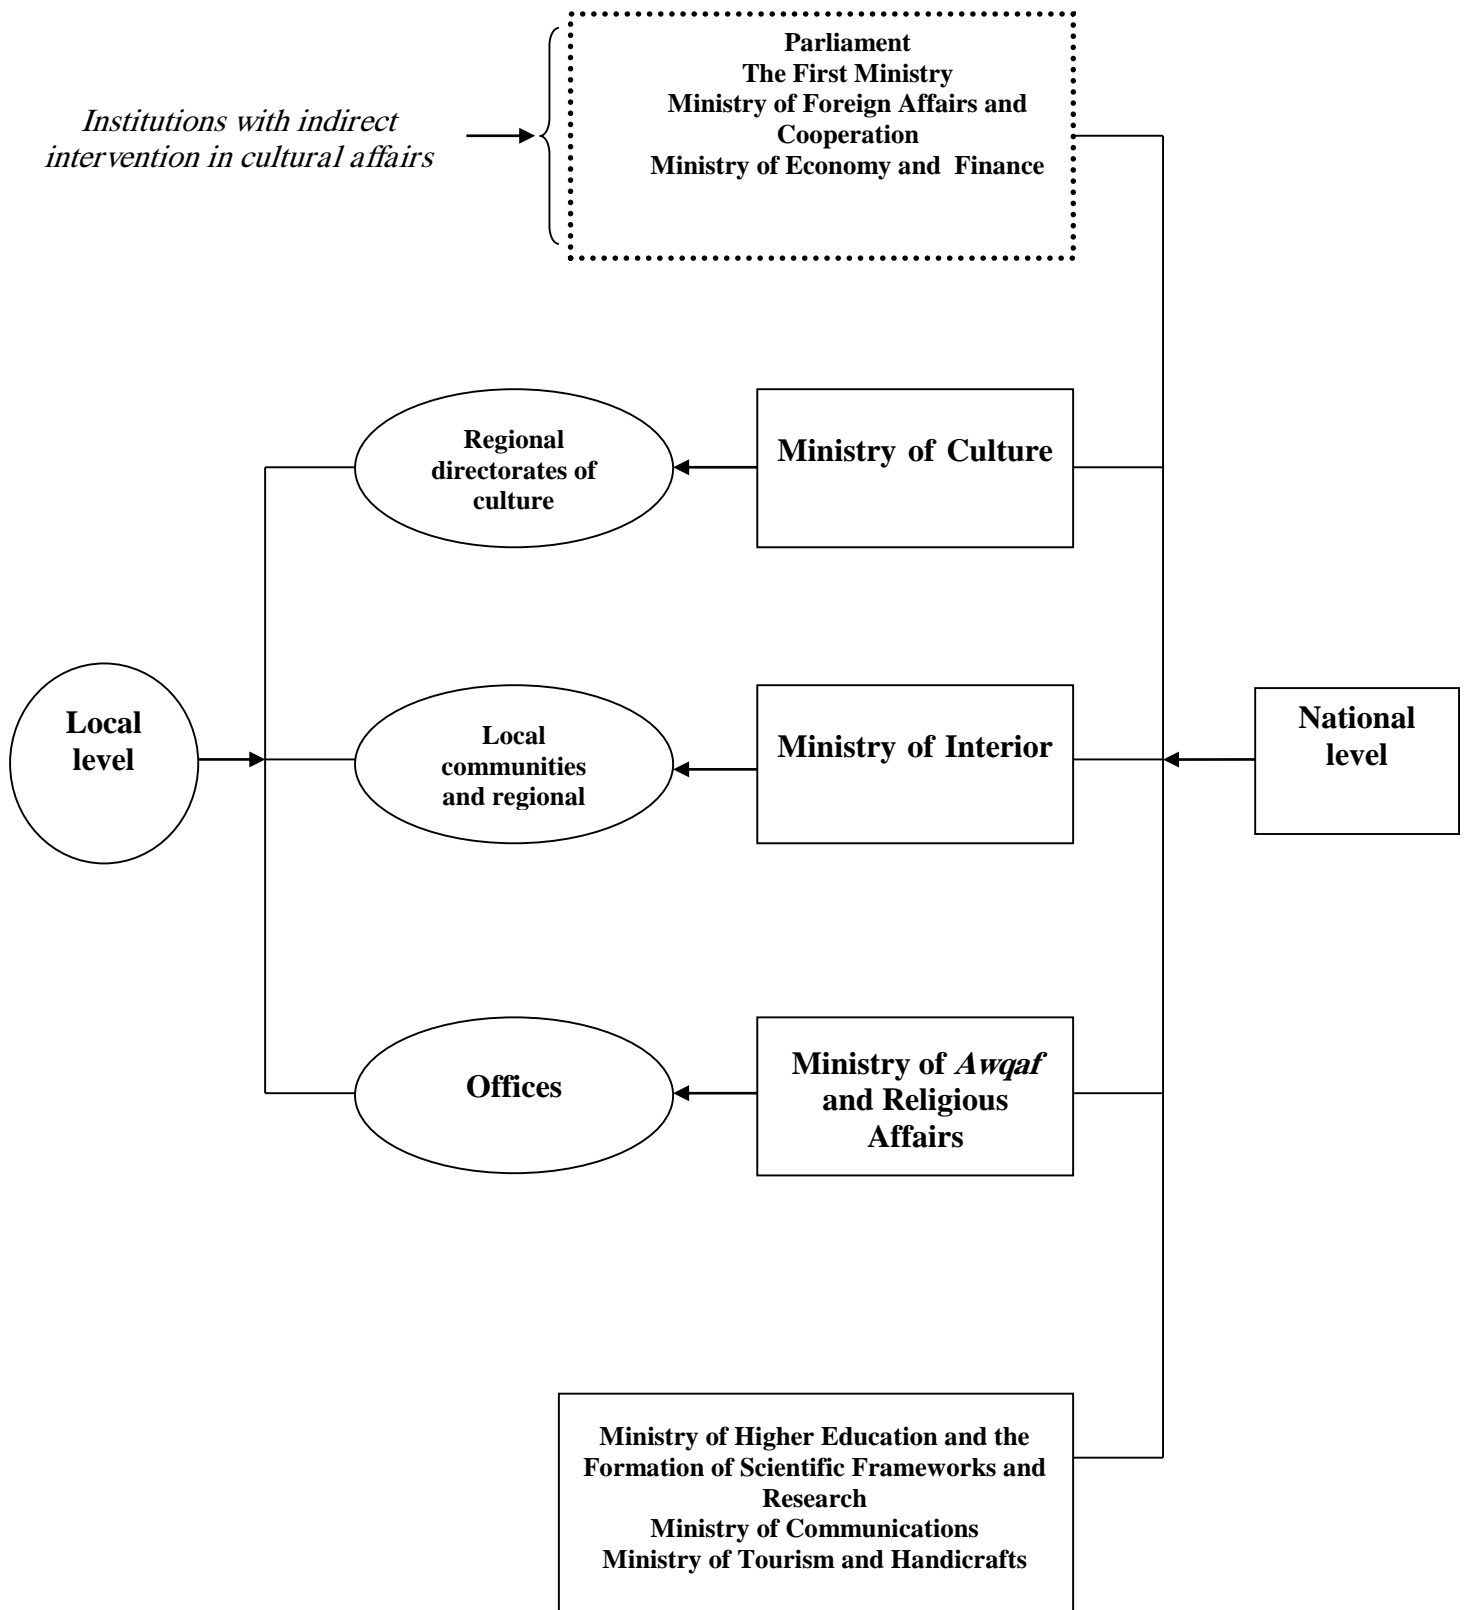 Parliament
The First Ministry
Ministry of Foreign Affairs and
Cooperation
Ministry of Economy and Finance
Institutions with indirect
intervention in cultural affairs
Regional
directorates of
culture
Ministry of Culture
Local
level
Local
communities
and regional
Ministry of Interior
National
level
Offices
Ministry of Awqaf
and Religious
Affairs
Ministry of Higher Education and the
Formation of Scientific Frameworks and
Research
Ministry of Communications
Ministry of Tourism and Handicrafts